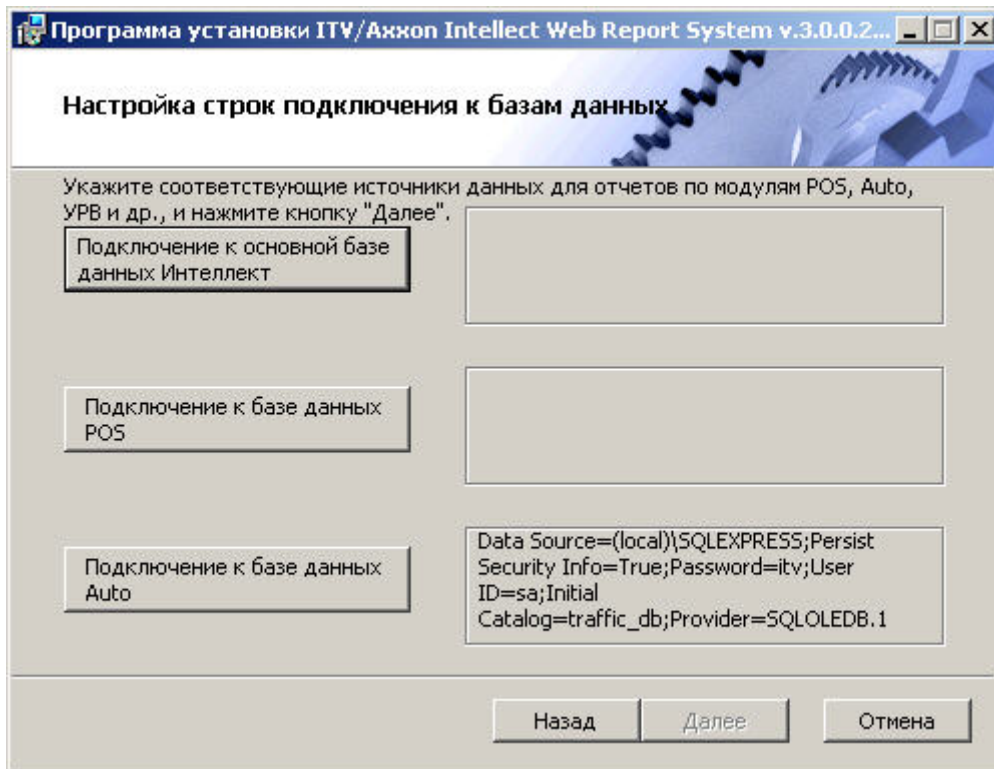 Программа установки ITV/Axxon Intellect Web Report System v.3.0.0.2...
Настройка строк подключения к базам данных
Укажите соответствующие источники данных для отчетов по модулям POS, Auto,
УРВ и др., и нажмите кнопку "Далее".
Подключение к основной базе
данных Интеллект
Подключение к базе данных
POS
Подключение к базе данных
Auto
Data Source=(local)\SQLEXPRESS;Persist
Security Info=True;Password=itv;User
ID=sa;Initial
Catalog=traffic_db;Provider=SQLOLEDB.1
Назад
Далее
Отмена